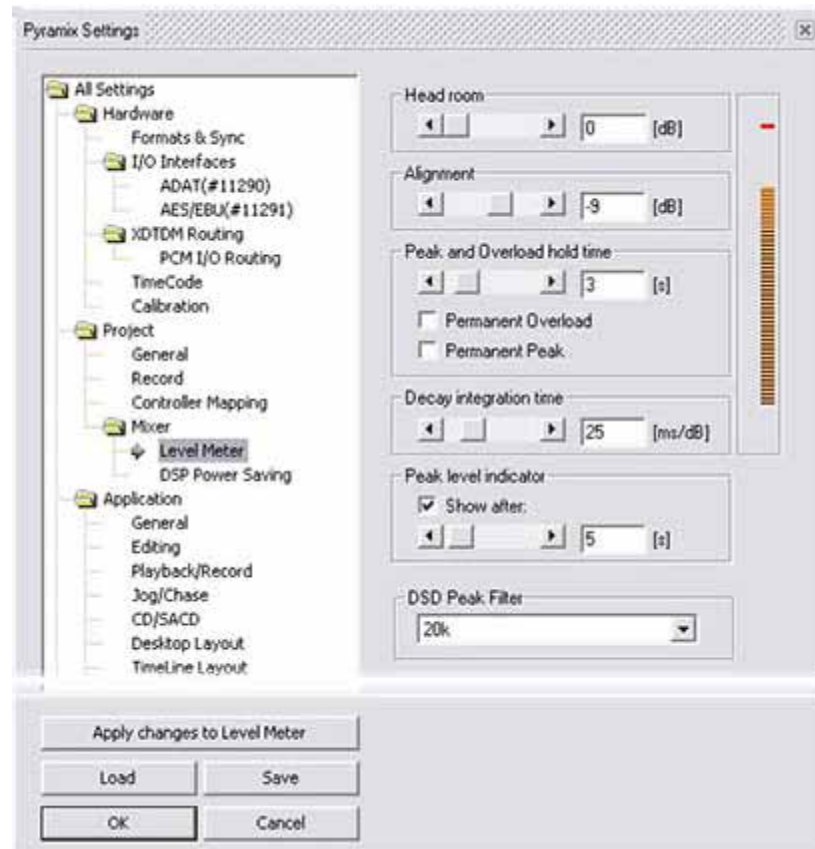 Pyramix Settings
All Settings
Hardware
Formats & Sync
I/O Interfaces
ADAT(#11290)
AES/EBU(#11291)
XDTDM Routing
PCM I/O Routing
TimeCode
Calibration
Project
General
Record
Controller Mapping
Mixer
Level Meter
DSP Power Saving
Application
General
Editing
Playback/Record
Jog/Chase
CD/SACD
Desktop Layout
TimeLine Layout
Head room
0 [dB]
Alignment
-9 [dB]
Peak and Overload hold time
3 [s]
Permanent Overload
Permanent Peak
Decay integration time
25 [ms/dB]
Peak level indicator
Show after:
5 [s]
DSD Peak Filter
20k
Apply changes to Level Meter
Load Save
OK Cancel